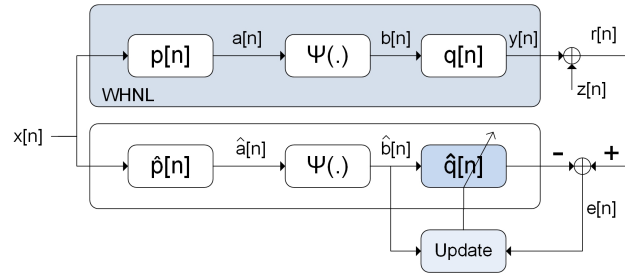 a[n] b[n] y[n] r[n]
p[n] Ψ(.) q[n]
WHNL
z[n]
x[n]
â[n] b̂[n] - +
p̂[n] Ψ(.) q̂[n]
e[n]
Update